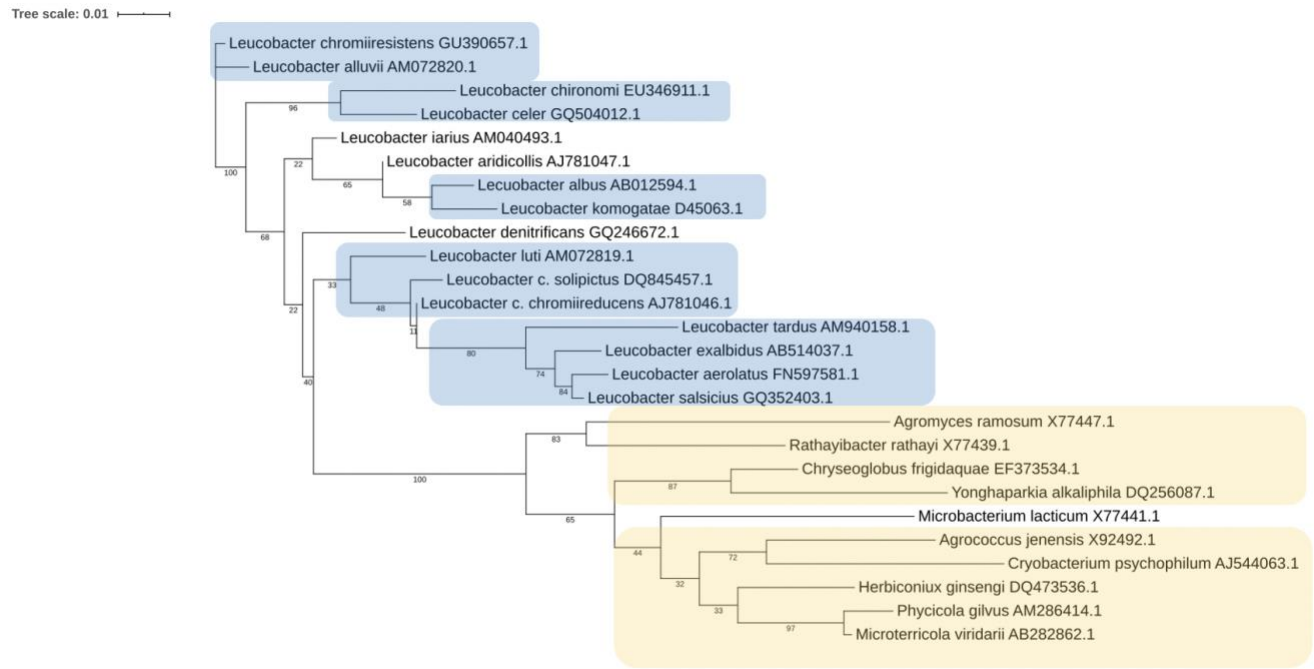 Tree scale: 0.01
Leucobacter chromiiresistens GU390657.1
Leucobacter alluvii AM072820.1
Leucobacter chironomi EU346911.1
96
Leucobacter celer GQ504012.1
Leucobacter iarius AM040493.1
22
Leucobacter aridicollis AJ781047.1
100
65
Lecuobacter albus AB012594.1
58
Leucobacter komogatae D45063.1
Leucobacter denitrificans GQ246672.1
68
Leucobacter luti AM072819.1
Leucobacter c. solipictus DQ845457.1
33
Leucobacter c. chromiireducens AJ781046.1
48
22
Leucobacter tardus AM940158.1
11
Leucobacter exalbidus AB514037.1
80
Leucobacter aerolatus FN597581.1
74
40
84
Leucobacter salsicius GQ352403.1
Agromyces ramosum X77447.1
83
Rathayibacter rathayi X77439.1
Chryseoglobus frigidaquae EF373534.1
100
87
Yonghaparkia alkaliphila DQ256087.1
65
Microbacterium lacticum X77441.1
Agrococcus jenensis X92492.1
44
72
Cryobacterium psychophilum AJ544063.1
32
Herbiconiux ginsengi DQ473536.1
33
Phycicola gilvus AM286414.1
97
Microterricola viridarii AB282862.1